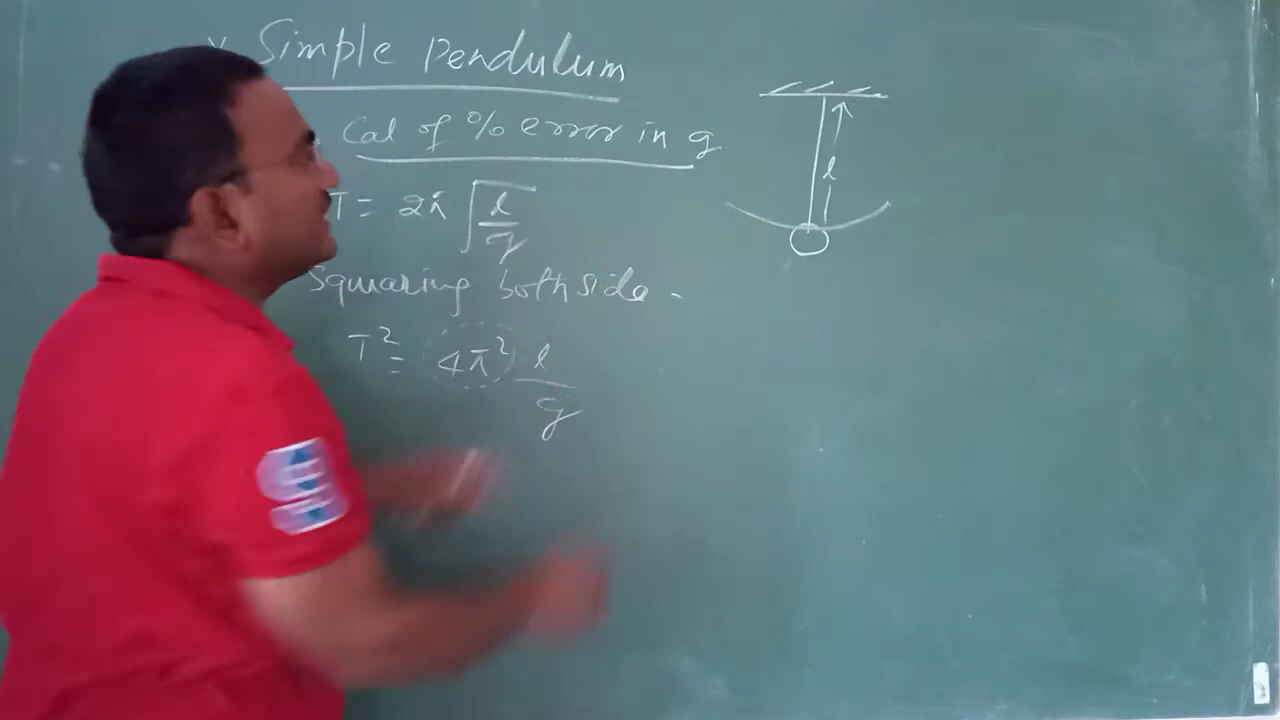 Simple Pendulum
Cal of % error in g
T = 2π √l/g
Squaring both side.
T² = 4π² l/g
l